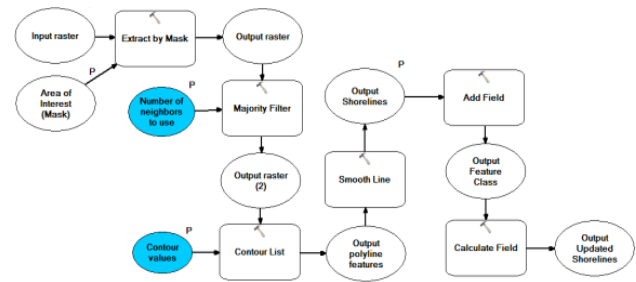 Input raster
Extract by Mask
Output raster
P
Area of
Interest
(Mask)
P
Number of
neighbors
to use
Majority Filter
Output raster
(2)
P
Contour
values
Contour List
Output
polyline
features
Smooth Line
Output
Shorelines
P
Add Field
Output
Feature
Class
Calculate Field
Output
Updated
Shorelines